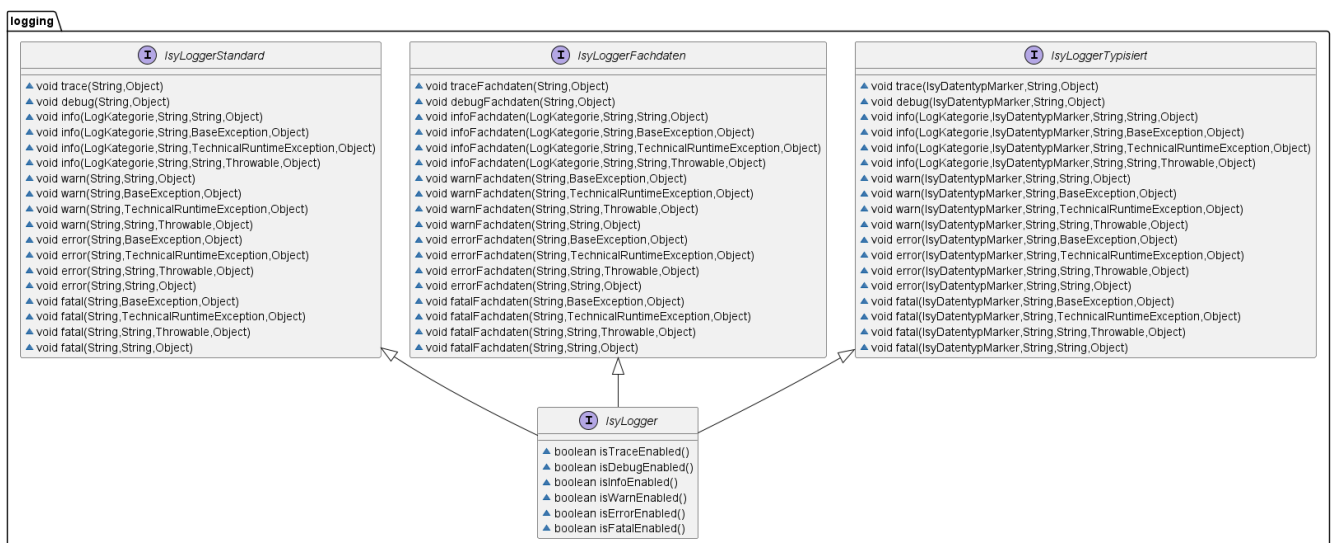 logging
I IsyLoggerStandard
void trace(String,Object)
void debug(String,Object)
void info(LogKategorie,String,String,Object)
void info(LogKategorie,String,BaseException,Object)
void info(LogKategorie,String,TechnicalRuntimeException,Object)
void info(LogKategorie,String,String,Throwable,Object)
void warn(String,String,Object)
void warn(String,BaseException,Object)
void warn(String,TechnicalRuntimeException,Object)
void warn(String,String,Throwable,Object)
void error(String,BaseException,Object)
void error(String,TechnicalRuntimeException,Object)
void error(String,String,Throwable,Object)
void error(String,String,Object)
void fatal(String,BaseException,Object)
void fatal(String,TechnicalRuntimeException,Object)
void fatal(String,String,Throwable,Object)
void fatal(String,String,Object)
I IsyLoggerFachdaten
void traceFachdaten(String,Object)
void debugFachdaten(String,Object)
void infoFachdaten(LogKategorie,String,String,Object)
void infoFachdaten(LogKategorie,String,BaseException,Object)
void infoFachdaten(LogKategorie,String,TechnicalRuntimeException,Object)
void infoFachdaten(LogKategorie,String,String,Throwable,Object)
void warnFachdaten(String,BaseException,Object)
void warnFachdaten(String,TechnicalRuntimeException,Object)
void warnFachdaten(String,String,Throwable,Object)
void warnFachdaten(String,String,Object)
void errorFachdaten(String,BaseException,Object)
void errorFachdaten(String,TechnicalRuntimeException,Object)
void errorFachdaten(String,String,Throwable,Object)
void errorFachdaten(String,String,Object)
void fatalFachdaten(String,BaseException,Object)
void fatalFachdaten(String,TechnicalRuntimeException,Object)
void fatalFachdaten(String,String,Throwable,Object)
void fatalFachdaten(String,String,Object)
I IsyLoggerTypisiert
void trace(IsyDatentypMarker,String,Object)
void debug(IsyDatentypMarker,String,Object)
void info(LogKategorie,IsyDatentypMarker,String,String,Object)
void info(LogKategorie,IsyDatentypMarker,String,BaseException,Object)
void info(LogKategorie,IsyDatentypMarker,String,TechnicalRuntimeException,Object)
void info(LogKategorie,IsyDatentypMarker,String,String,Throwable,Object)
void warn(IsyDatentypMarker,String,String,Object)
void warn(IsyDatentypMarker,String,BaseException,Object)
void warn(IsyDatentypMarker,String,TechnicalRuntimeException,Object)
void warn(IsyDatentypMarker,String,String,Throwable,Object)
void error(IsyDatentypMarker,String,BaseException,Object)
void error(IsyDatentypMarker,String,TechnicalRuntimeException,Object)
void error(IsyDatentypMarker,String,String,Throwable,Object)
void error(IsyDatentypMarker,String,String,Object)
void fatal(IsyDatentypMarker,String,BaseException,Object)
void fatal(IsyDatentypMarker,String,TechnicalRuntimeException,Object)
void fatal(IsyDatentypMarker,String,String,Throwable,Object)
void fatal(IsyDatentypMarker,String,String,Object)
I IsyLogger
boolean isTraceEnabled()
boolean isDebugEnabled()
boolean isInfoEnabled()
boolean isWarnEnabled()
boolean isErrorEnabled()
boolean isFatalEnabled()